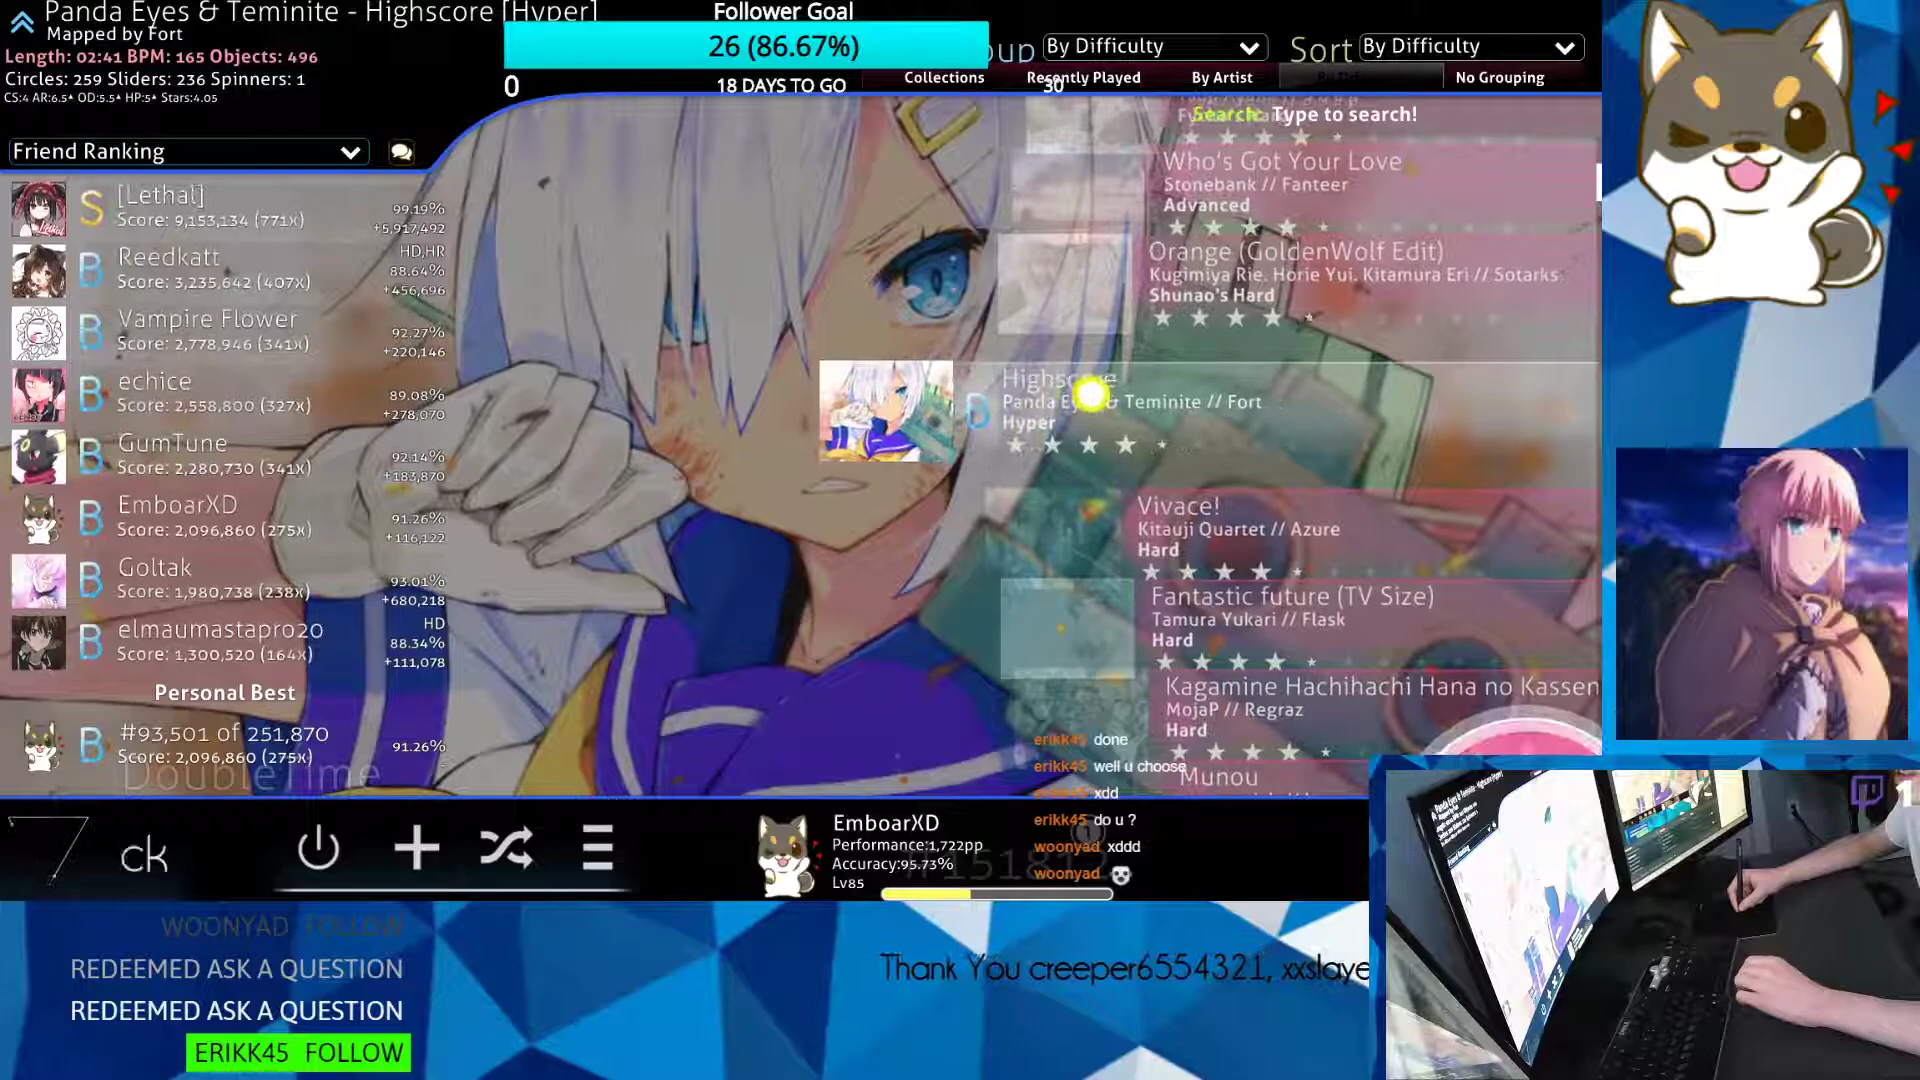 Panda Eyes & Teminite - Highscore [Hyper]
Mapped by Fort
Length: 02:41 BPM: 165 Objects: 496
Circles: 259 Sliders: 236 Spinners: 1
CS:4 AR:6.5 OD:5.5 HP:5 Stars:4.05
Follower Goal
26 (86.67%)
0
18 DAYS TO GO
30
By Difficulty
Sort
By Difficulty
Collections
Recently Played
By Artist
No Grouping
Search: Type to search!
Friend Ranking
[Lethal]
S
Score: 9,153,134 (771x)
99.19%
+5,917,492
Reedkatt
B
Score: 3,235,642 (407x)
HD,HR
88.64%
+456,696
Vampire Flower
B
Score: 2,778,946 (341x)
92.27%
+220,146
echice
B
Score: 2,558,800 (327x)
89.08%
+278,070
GumTune
B
Score: 2,280,730 (341x)
92.14%
+183,870
EmboarXD
B
Score: 2,096,860 (275x)
91.26%
+116,122
Goltak
B
Score: 1,980,738 (238x)
93.01%
+680,218
elmaumastapro20
B
Score: 1,300,520 (164x)
HD
88.34%
+111,078
Personal Best
B
#93,501 of 251,870
Score: 2,096,860 (275x)
91.26%
DoubleTime
Who's Got Your Love
Stonebank // Fanteer
Advanced
Orange (GoldenWolf Edit)
Kugimiya Rie. Horie Yui. Kitamura Eri // Sotarks
Shunao's Hard
Highscore
B
Panda Eyes & Teminite // Fort
Hyper
Vivace!
Kitauji Quartet // Azure
Hard
Fantastic future (TV Size)
Tamura Yukari // Flask
Hard
Kagamine Hachihachi Hana no Kassen
MojaP // Regraz
Hard
Munou
erikk45 done
erikk45 well u choose
erikk45 xdd
erikk45 do u ?
woonyad xddd
woonyad
ck
EmboarXD
Performance:1,722pp
Accuracy:95.73%
Lv85
WOONYAD FOLLOW
REDEEMED ASK A QUESTION
REDEEMED ASK A QUESTION
ERIKK45 FOLLOW
Thank You creeper6554321, xxslaye